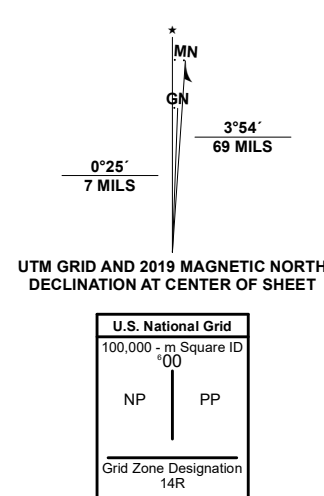 ★
MN
GN
3°54´
69 MILS
0°25´
7 MILS
UTM GRID AND 2019 MAGNETIC NORTH
DECLINATION AT CENTER OF SHEET
U.S. National Grid
100,000 - m Square ID
⁶00
NP PP
Grid Zone Designation
14R